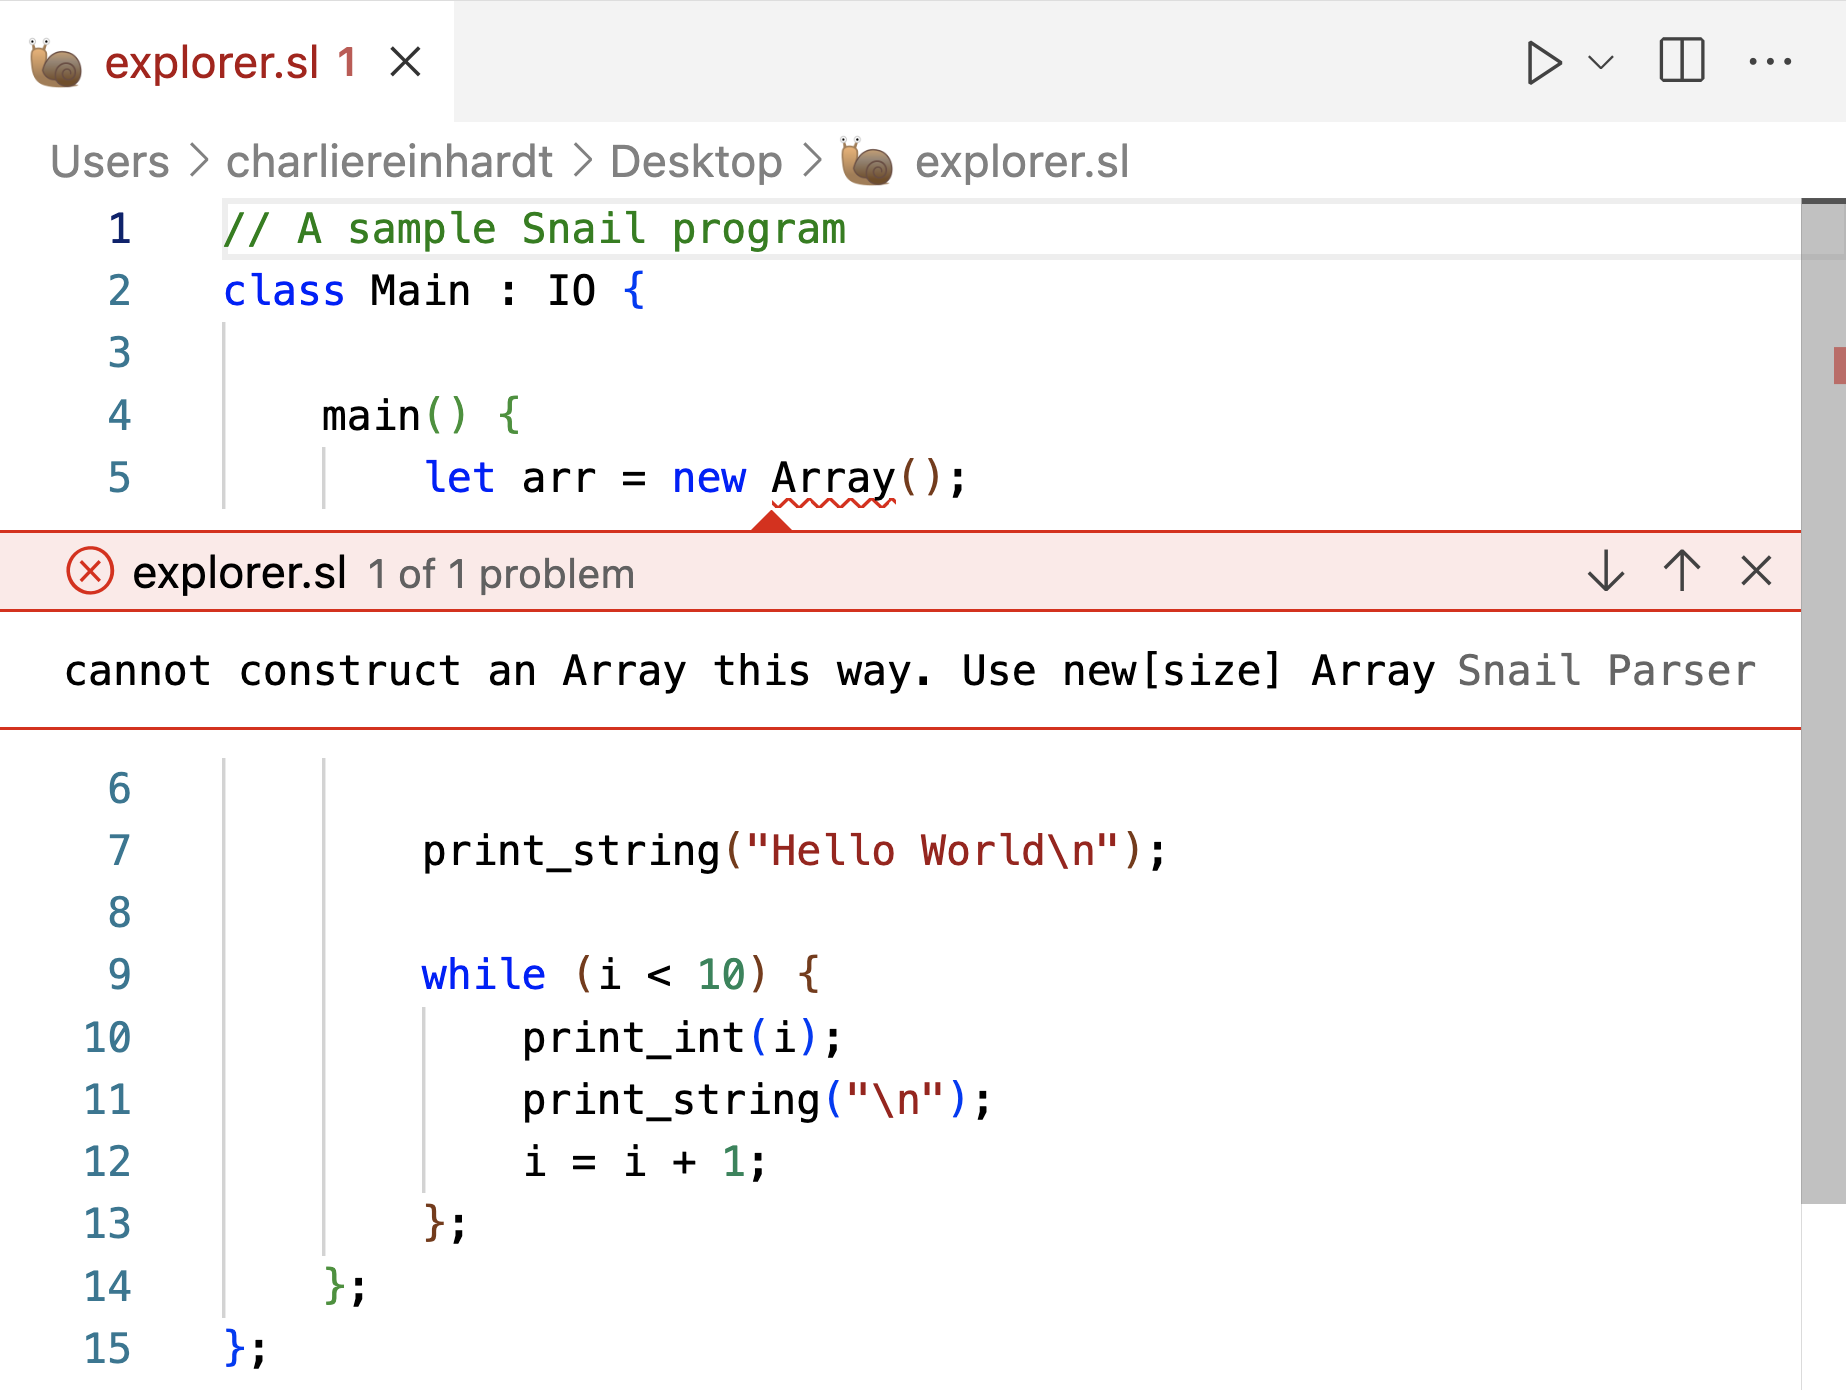 explorer.sl 1
Users > charliereinhardt > Desktop > explorer.sl
1 // A sample Snail program
2 class Main : IO {
3
4 main() {
5 let arr = new Array();
explorer.sl 1 of 1 problem
cannot construct an Array this way. Use new[size] Array Snail Parser
6
7 print_string("Hello World\n");
8
9 while (i < 10) {
10 print_int(i);
11 print_string("\n");
12 i = i + 1;
13 };
14 };
15 };